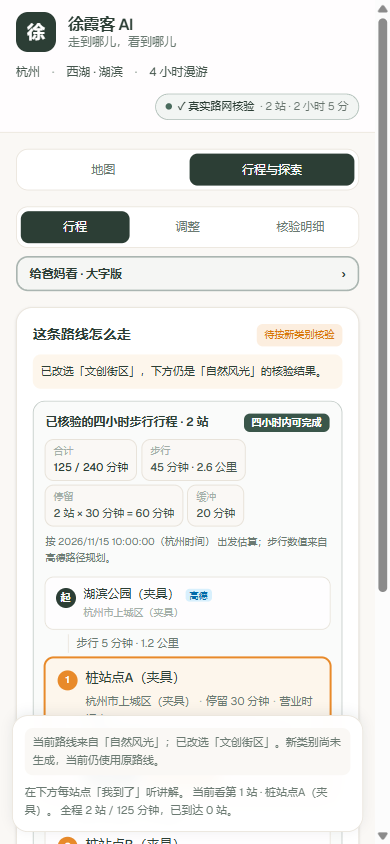 徐
徐霞客 AI
走到哪儿，看到哪儿
杭州 · 西湖·湖滨 · 4 小时漫游
✓ 真实路网核验 · 2 站 · 2 小时 5 分
地图
行程与探索
行程
调整
核验明细
给爸妈看 · 大字版 ›
这条路线怎么走
待按新类别核验
已改选「文创街区」，下方仍是「自然风光」的核验结果。
已核验的四小时步行行程 · 2 站
四小时内可完成
合计
125 / 240 分钟
步行
45 分钟 · 2.6 公里
停留
2 站 × 30 分钟 = 60 分钟
缓冲
20 分钟
按 2026/11/15 10:00:00（杭州时间） 出发估算；步行数值来自
高德路径规划。
起
湖滨公园（夹具）
高德
杭州市上城区（夹具）
步行 5 分钟 · 1.2 公里
1
桩站点A（夹具）
杭州市上城区（夹具） · 停留 30 分钟 · 营业时
当前路线来自「自然风光」；已改选「文创街区」。新类别尚未
生成，当前仍使用原路线。
在下方每站点「我到了」听讲解。 当前看第 1 站 · 桩站点A（夹
具）。 全程 2 站 / 125 分钟，已到达 0 站。